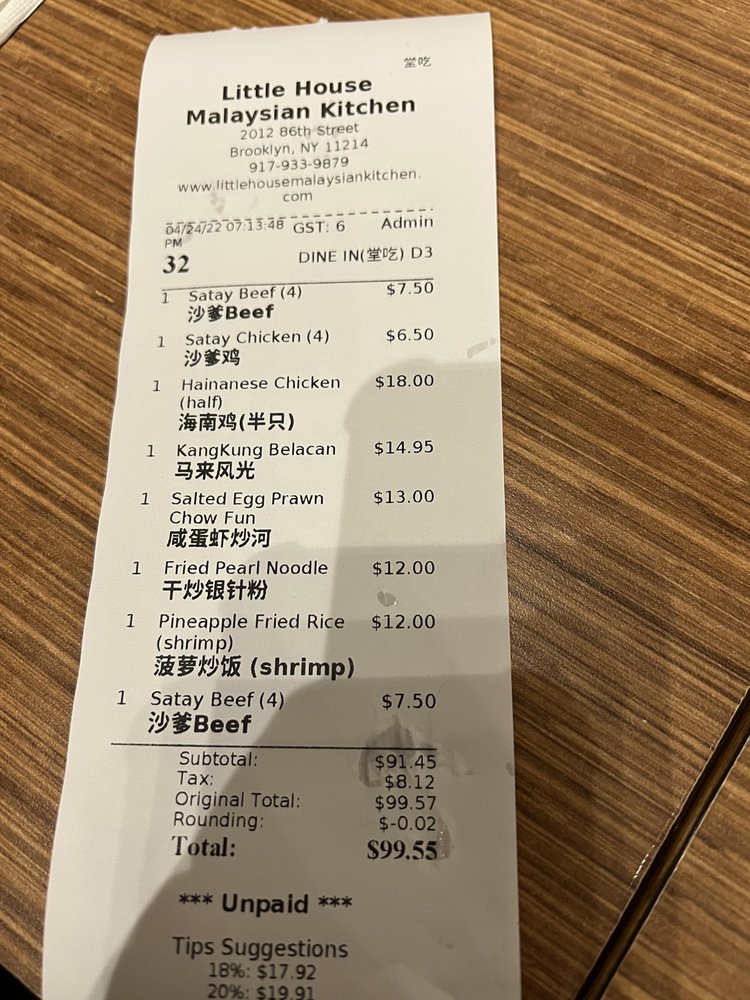 堂吃
Little House
Malaysian Kitchen
2012 86th Street
Brooklyn, NY 11214
917-933-9879
www.littlehousemalaysiankitchen.
com
04/24/22 07:13:48 GST: 6 Admin
PM
32 DINE IN(堂吃) D3
1 Satay Beef (4) $7.50
沙爹Beef
1 Satay Chicken (4) $6.50
沙爹鸡
1 Hainanese Chicken $18.00
(half)
海南鸡(半只)
1 KangKung Belacan $14.95
马来风光
1 Salted Egg Prawn $13.00
Chow Fun
咸蛋虾炒河
1 Fried Pearl Noodle $12.00
干炒银针粉
1 Pineapple Fried Rice $12.00
(shrimp)
菠萝炒饭 (shrimp)
1 Satay Beef (4) $7.50
沙爹Beef
Subtotal: $91.45
Tax: $8.12
Original Total: $99.57
Rounding: $-0.02
Total: $99.55
*** Unpaid ***
Tips Suggestions
18%: $17.92
20%: $19.91